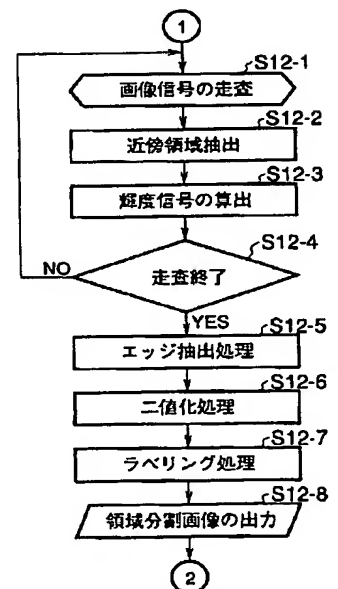 1
S12-1
画像信号の走査
S12-2
近傍領域抽出
S12-3
輝度信号の算出
S12-4
走査終了
NO
YES
S12-5
エッジ抽出処理
S12-6
二値化処理
S12-7
ラベリング処理
S12-8
領域分割画像の出力
2